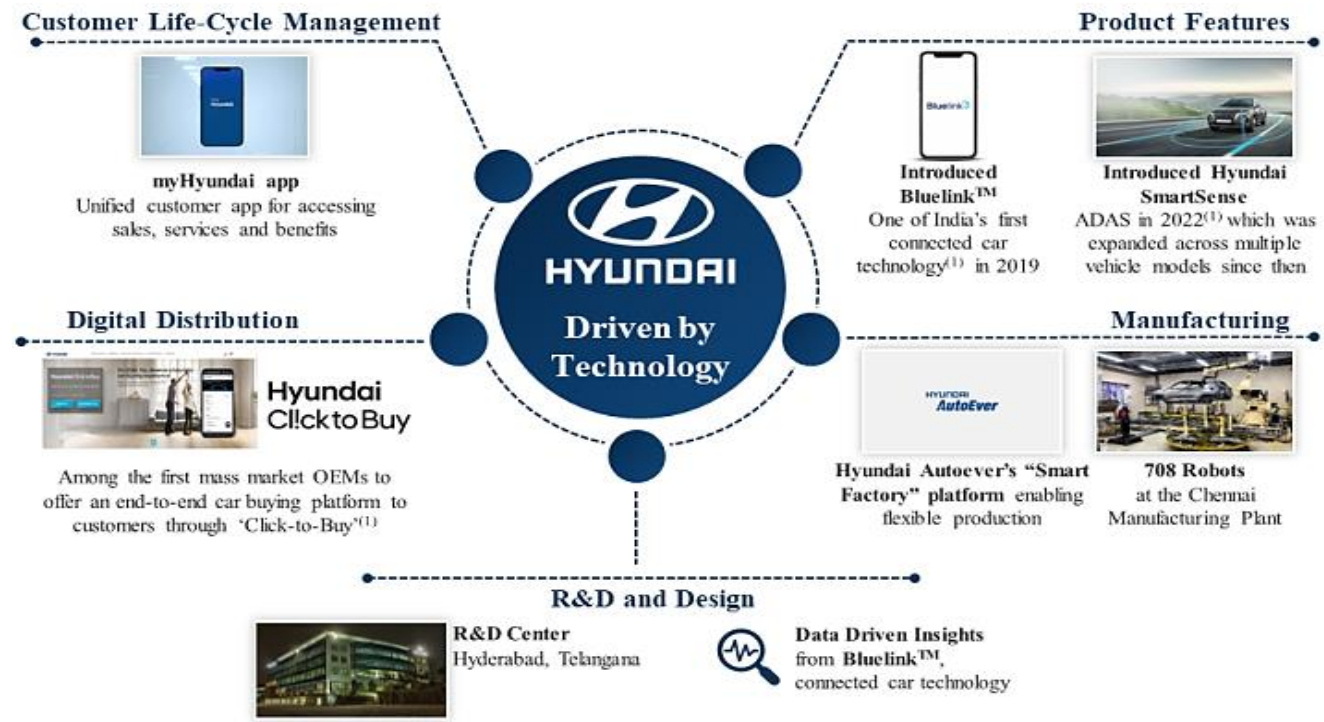 Customer Life-Cycle Management
Hyundai
myHyundai app
Unified customer app for accessing
sales, services and benefits
Product Features
Bluelink
Introduced
Bluelink™
One of India's first
connected car
technology(1) in 2019
Introduced Hyundai
SmartSense
ADAS in 2022(1) which was
expanded across multiple
vehicle models since then
HYUNDAI
Driven by
Technology
Digital Distribution
Hyundai
Cl!ck to Buy
Among the first mass market OEMs to
offer an end-to-end car buying platform to
customers through ‘Click-to-Buy’(1)
Manufacturing
HYUNDAI
AutoEver
Hyundai Autoever's “Smart
Factory” platform enabling
flexible production
708 Robots
at the Chennai
Manufacturing Plant
R&D and Design
R&D Center
Hyderabad, Telangana
Data Driven Insights
from Bluelink™,
connected car technology